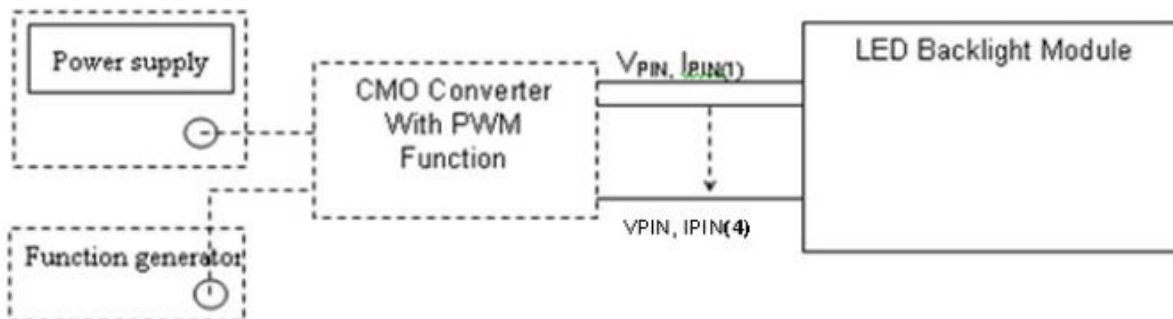 Power supply
CMO Converter
With PWM
Function
VPIN, IPIN(1)
LED Backlight Module
VPIN, IPIN(4)
Function generator